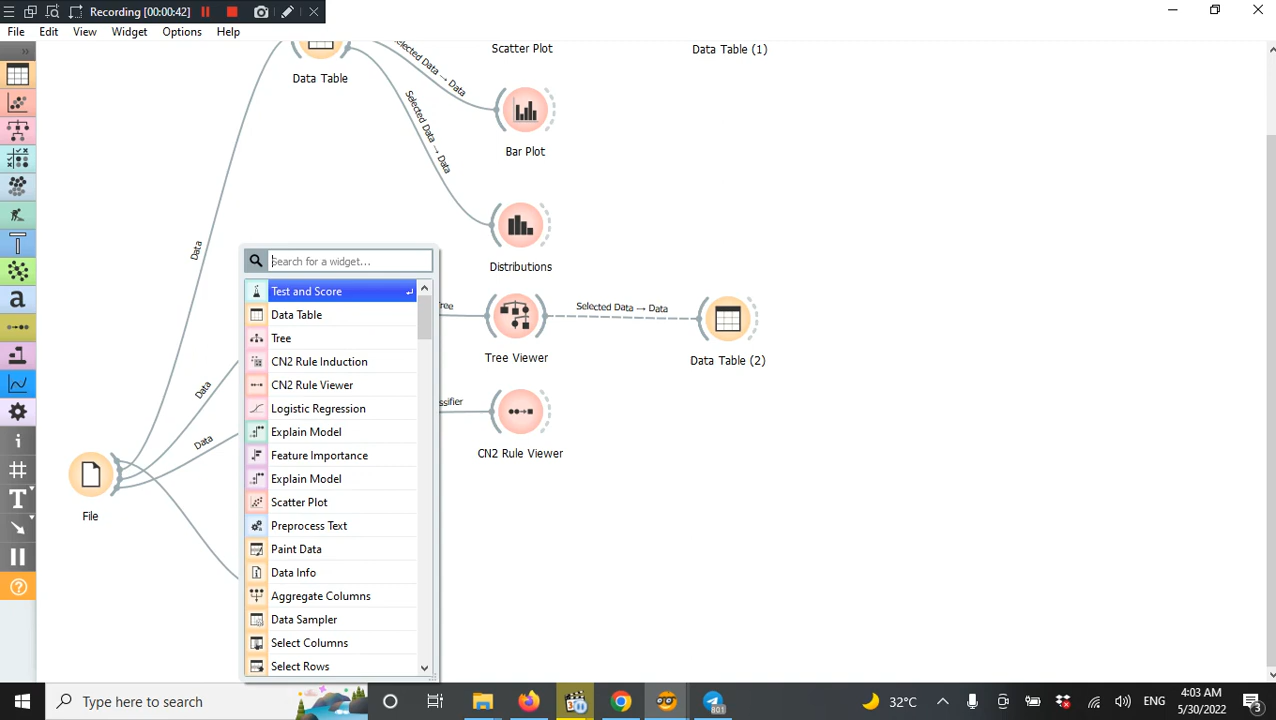 Recording [00:00:42]
File Edit View Widget Options Help
Data Table
Scatter Plot
Data Table (1)
Selected Data → Data
Selected Data → Data
Bar Plot
Distributions
Data
Search for a widget...
Test and Score
Data Table
Tree
CN2 Rule Induction
CN2 Rule Viewer
Logistic Regression
Explain Model
Feature Importance
Explain Model
Scatter Plot
Preprocess Text
Paint Data
Data Info
Aggregate Columns
Data Sampler
Select Columns
Select Rows
ree
Tree Viewer
Selected Data → Data
Data Table (2)
Data
Data
ssifier
CN2 Rule Viewer
File
a
T
Type here to search
801
32°C
ENG
4:03 AM
5/30/2022
3